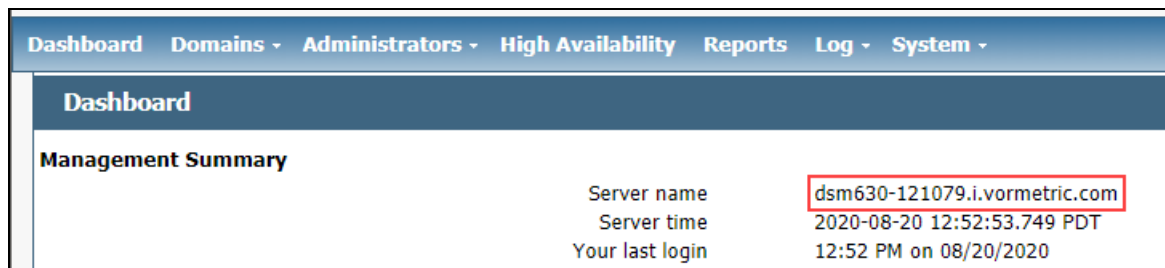 Dashboard Domains Administrators High Availability Reports Log System
Dashboard
Management Summary
Server name dsm630-121079.i.vormetric.com
Server time 2020-08-20 12:52:53.749 PDT
Your last login 12:52 PM on 08/20/2020